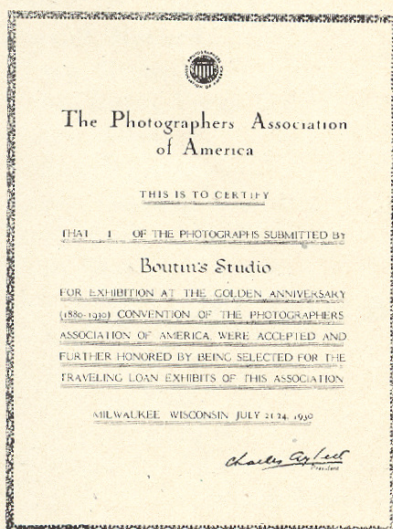 The Photographers Association
of America
THIS IS TO CERTIFY
THAT 1 OF THE PHOTOGRAPHS SUBMITTED BY
Boutin's Studio
FOR EXHIBITION AT THE GOLDEN ANNIVERSARY
(1880-1930) CONVENTION OF THE PHOTOGRAPHERS
ASSOCIATION OF AMERICA WERE ACCEPTED AND
FURTHER HONORED BY BEING SELECTED FOR THE
TRAVELING LOAN EXHIBITS OF THIS ASSOCIATION
MILWAUKEE WISCONSIN JULY 21 24, 1930
Charles
President